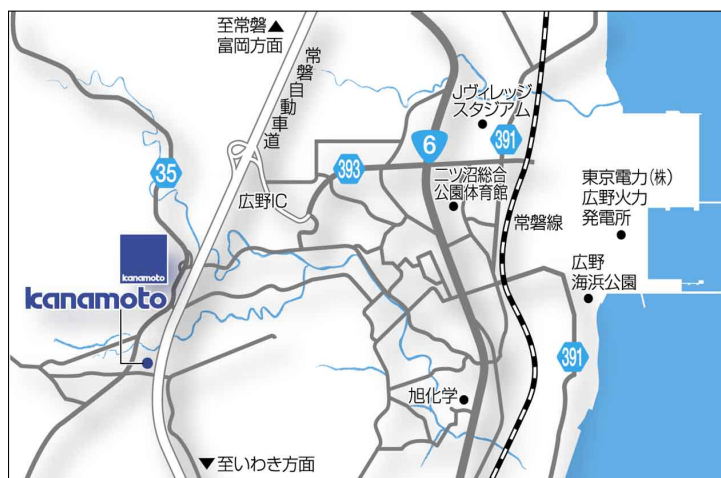 至常磐▲
富岡方面
常磐自動車道
Jヴィレッジ
スタジアム
6
391
35
393
広野IC
二ツ沼総合
公園体育館
常磐線
東京電力(株)
広野火力
発電所
kanamoto
kanamoto
広野
海浜公園
391
旭化学
▼至いわき方面